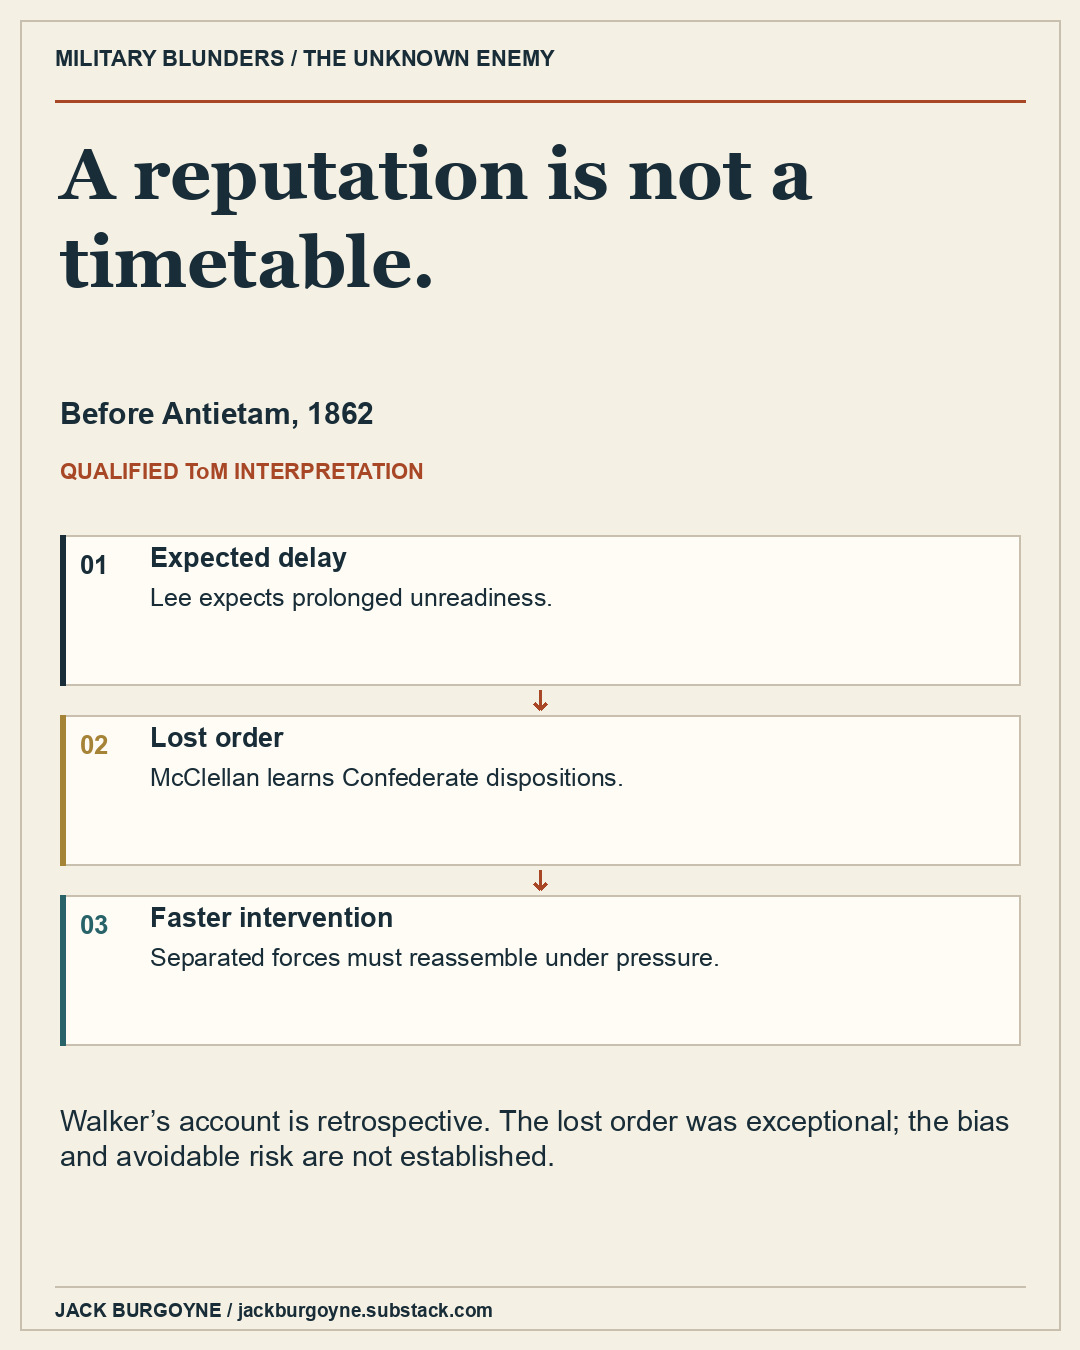 MILITARY BLUNDERS / THE UNKNOWN ENEMY
A reputation is not a
timetable.
Before Antietam, 1862
QUALIFIED ToM INTERPRETATION
01
Expected delay
Lee expects prolonged unreadiness.
02
Lost order
McClellan learns Confederate dispositions.
03
Faster intervention
Separated forces must reassemble under pressure.
Walker’s account is retrospective. The lost order was exceptional; the bias
and avoidable risk are not established.
JACK BURGOYNE / jackburgoyne.substack.com